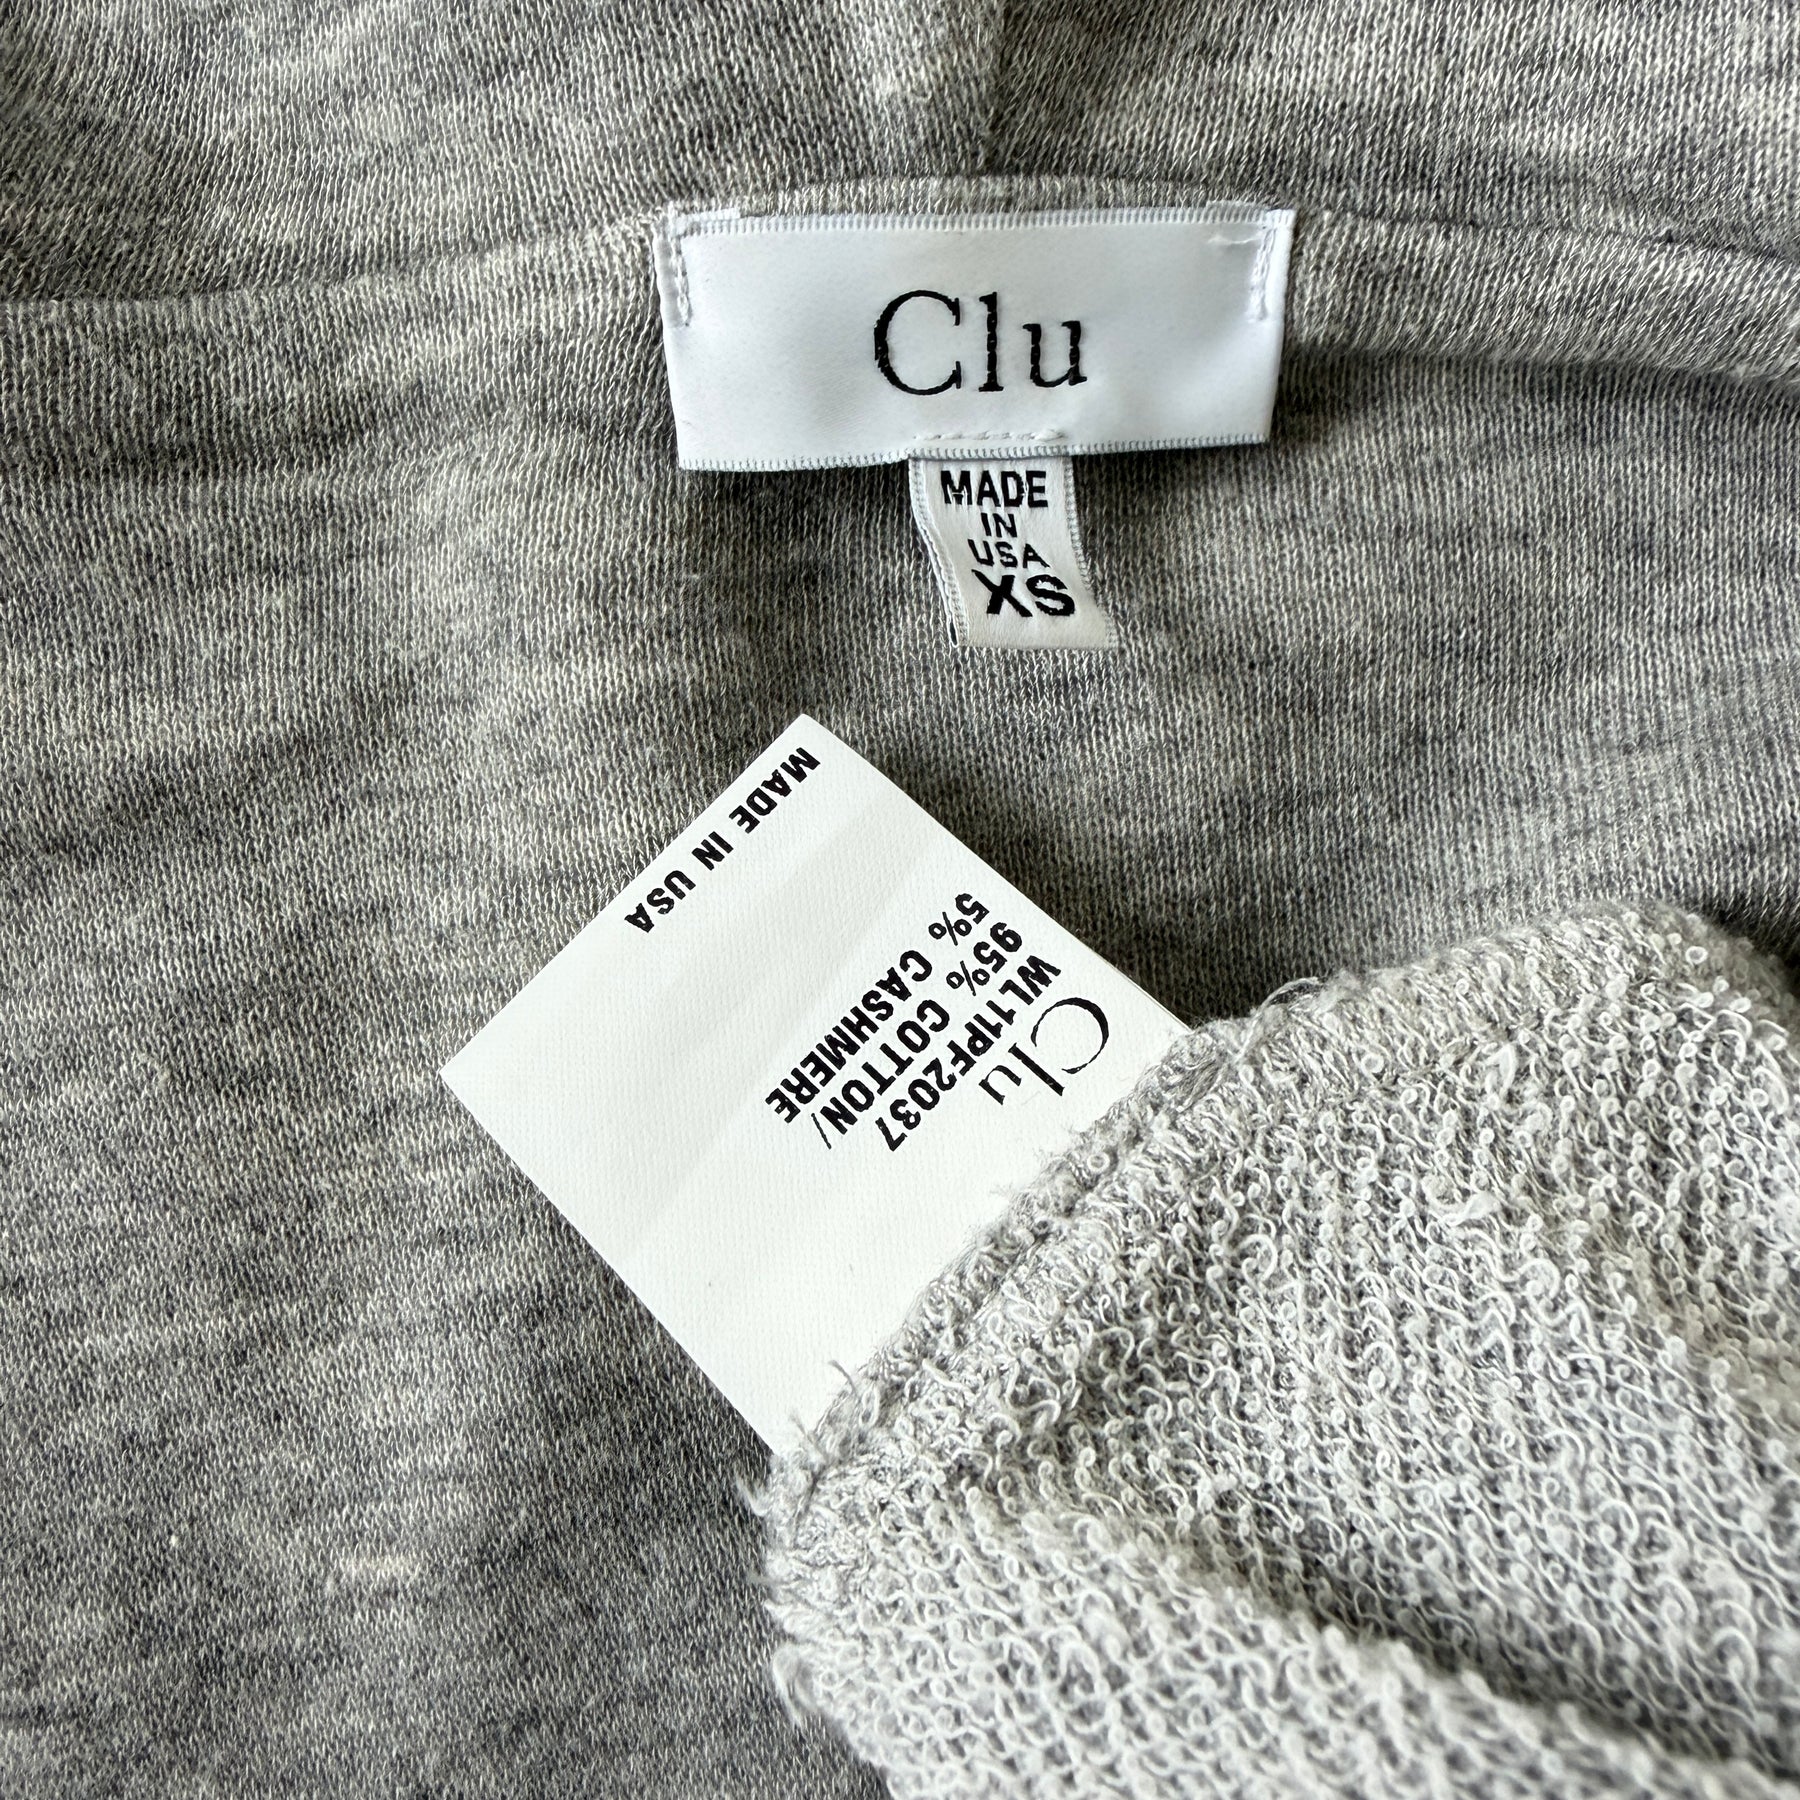 Clu
MADE
IN
USA
XS
MADE IN USA
Clu
WL11PF2037
95% COTTON/
5% CASHMERE